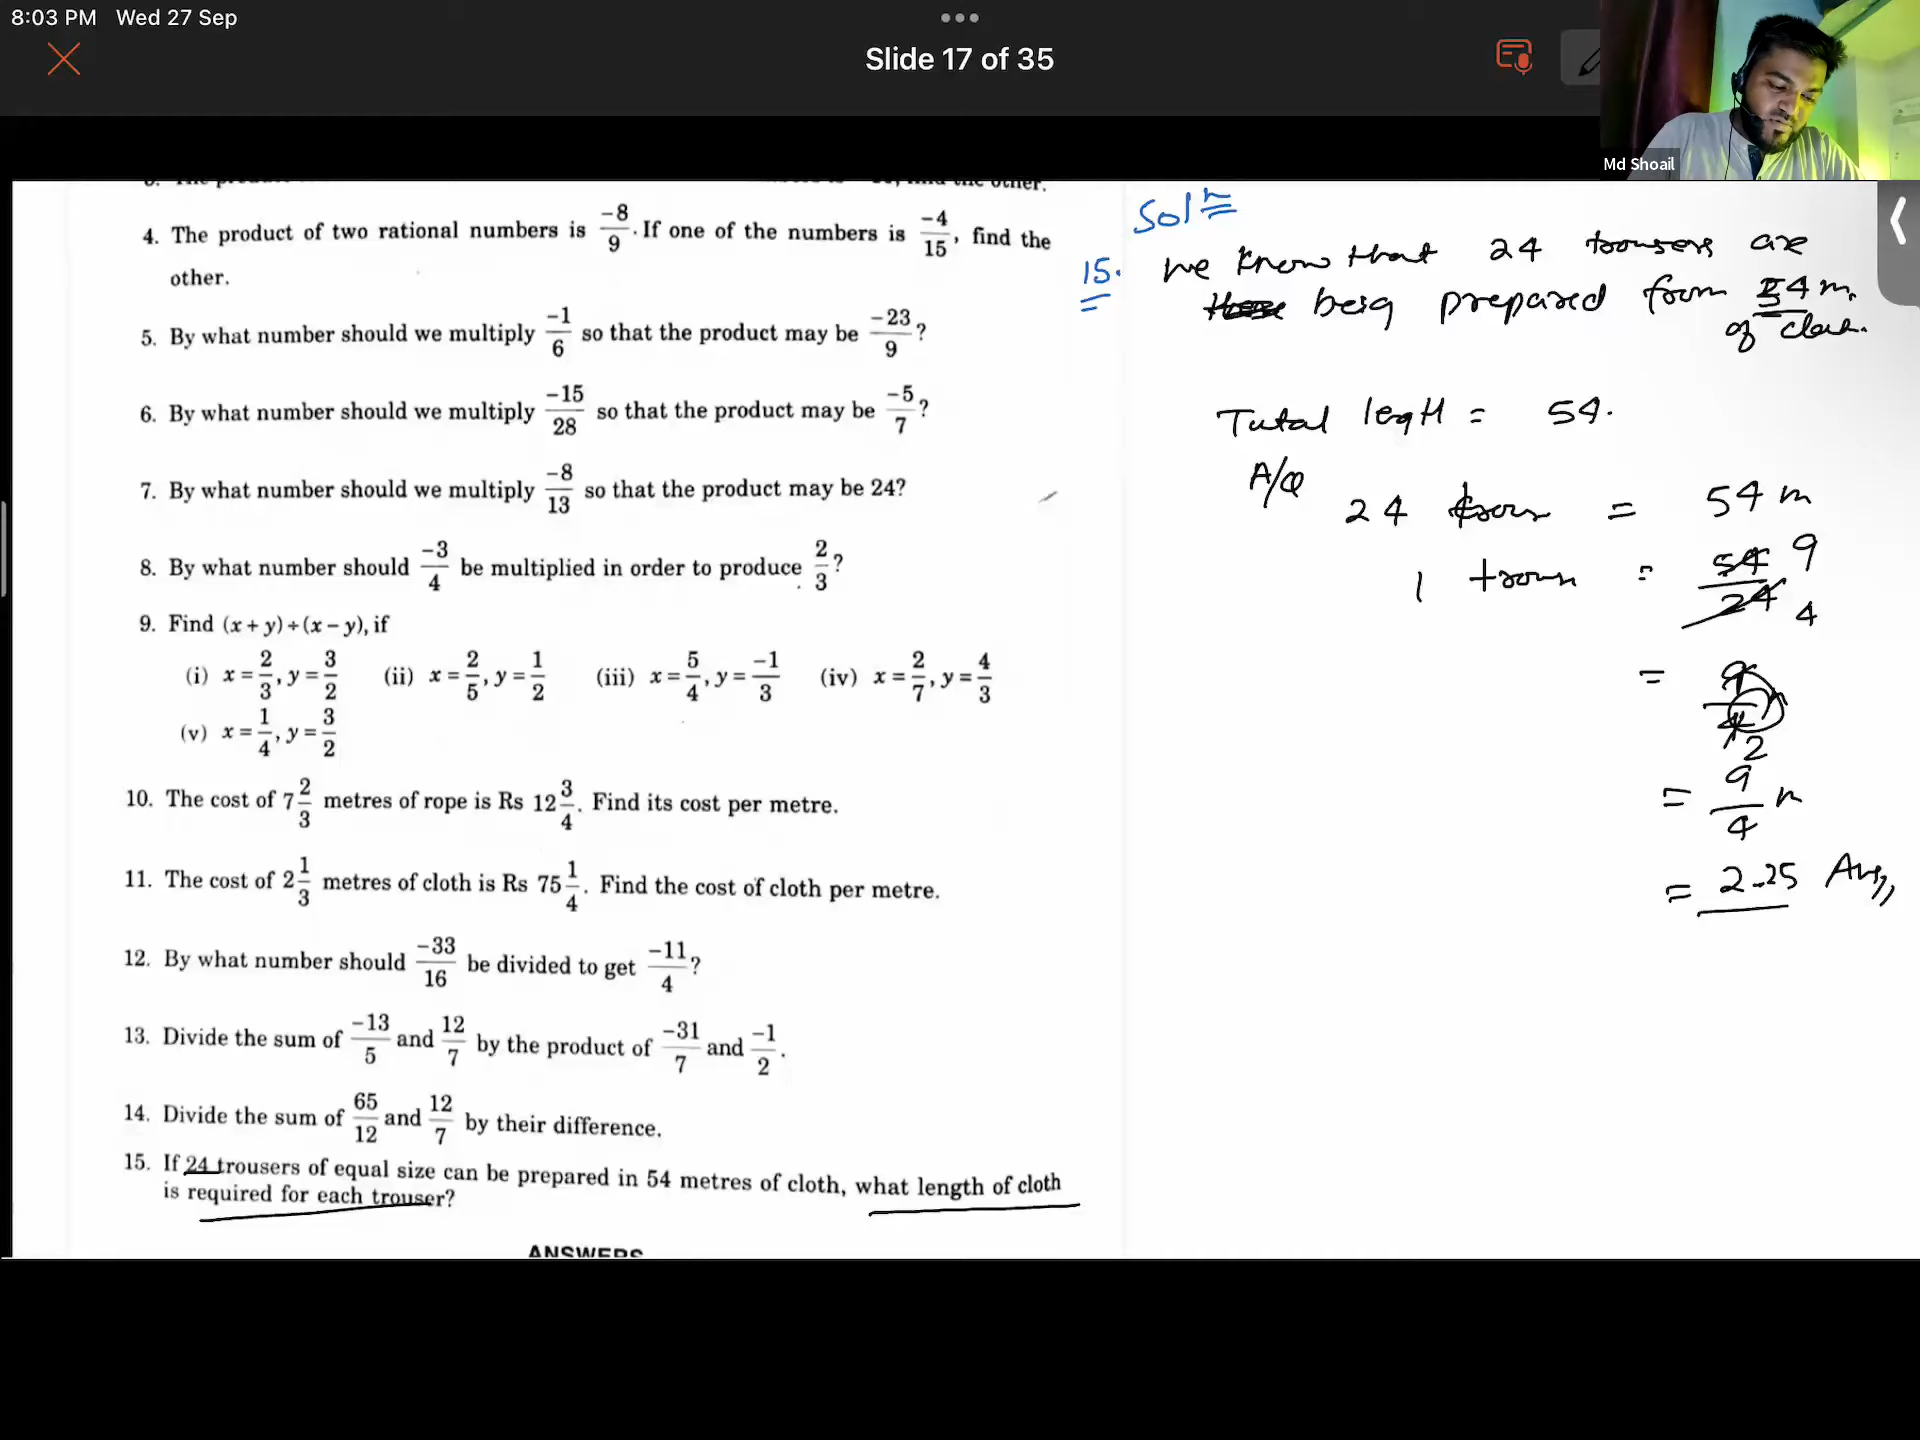 8:03 PM Wed 27 Sep
Slide 17 of 35
Md Shoail
4. The product of two rational numbers is -8/9. If one of the numbers is -4/15, find the
other.
5. By what number should we multiply -1/6 so that the product may be -23/9?
6. By what number should we multiply -15/28 so that the product may be -5/7?
7. By what number should we multiply -8/13 so that the product may be 24?
8. By what number should -3/4 be multiplied in order to produce 2/3?
9. Find (x + y) ÷ (x − y), if
(i) x = 2/3, y = 3/2 (ii) x = 2/5, y = 1/2 (iii) x = 5/4, y = -1/3 (iv) x = 2/7, y = 4/3
(v) x = 1/4, y = 3/2
10. The cost of 7 2/3 metres of rope is Rs 12 3/4. Find its cost per metre.
11. The cost of 2 1/3 metres of cloth is Rs 75 1/4. Find the cost of cloth per metre.
12. By what number should -33/16 be divided to get -11/4?
13. Divide the sum of -13/5 and 12/7 by the product of -31/7 and -1/2.
14. Divide the sum of 65/12 and 12/7 by their difference.
15. If 24 trousers of equal size can be prepared in 54 metres of cloth, what length of cloth
is required for each trouser?
ANSWERS
Solⁿ
15. We know that 24 trousers are
beig prepared from 54 m.
of
Total
= 54.
A/Q
24
= 54 m
1
= 54/24 9/4
= 9/4 2
= 9/4 m
= 2.25 Ans,,